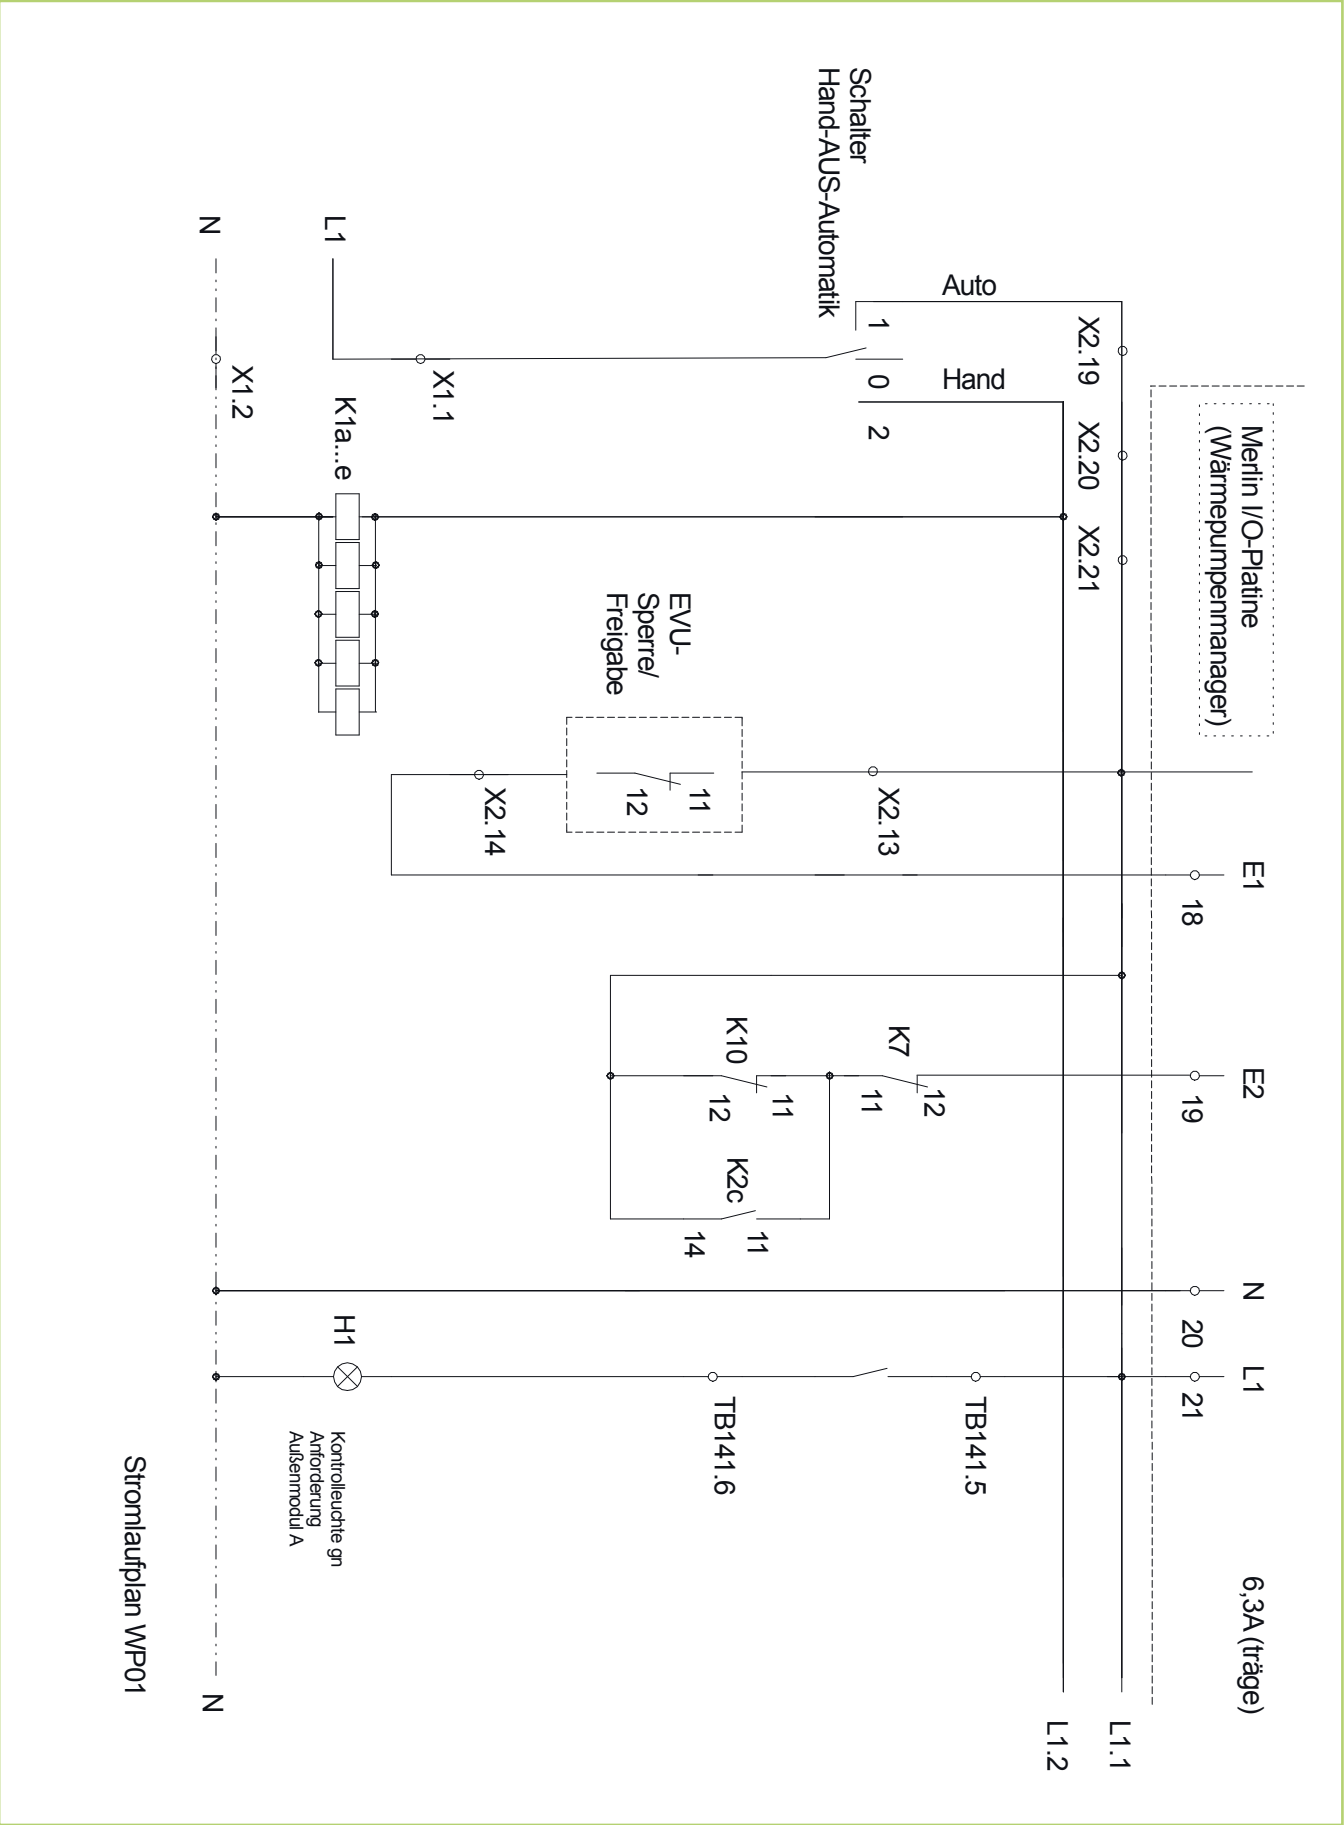 Merlin I/O-Platine
(Wärmepumpenmanager)
6,3A (träge)
E1
E2
N
L1
18
19
20
21
X2.19
X2.20
X2.21
L1.1
L1.2
Auto
Hand
1
0
2
Schalter
Hand-AUS-Automatik
X2.13
TB141.5
K7
12
11
EVU-
Sperre/
Freigabe
11
12
K10
11
12
K2c
11
14
TB141.6
X2.14
X1.1
L1
K1a...e
H1
Kontrolleuchte gn
Anforderung
Außenmodul A
N
X1.2
N
Stromlaufplan WP01